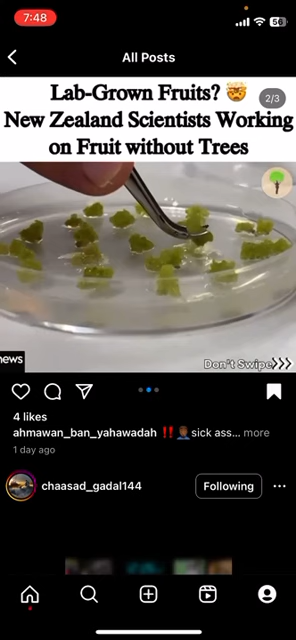 7:48
56
All Posts
Lab-Grown Fruits? 🤯
2/3
New Zealand Scientists Working
on Fruit without Trees
news
Don't Swipe
4 likes
ahmawan_ban_yahawadah ‼️ sick ass... more
1 day ago
chaasad_gadal144
Following